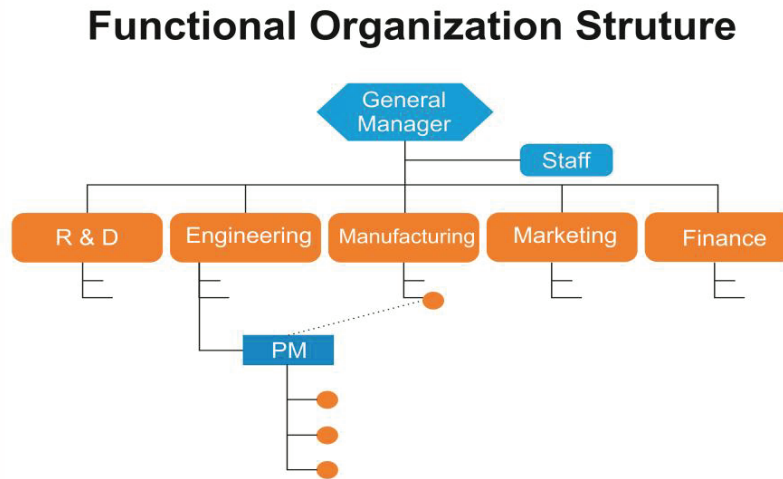 Functional Organization Struture
General
Manager
Staff
R & D
Engineering
Manufacturing
Marketing
Finance
PM